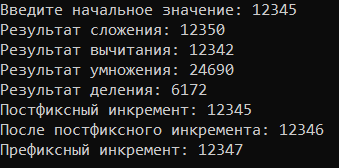 Введите начальное значение: 12345
Результат сложения: 12350
Результат вычитания: 12342
Результат умножения: 24690
Результат деления: 6172
Постфиксный инкремент: 12345
После постфиксного инкремента: 12346
Префиксный инкремент: 12347